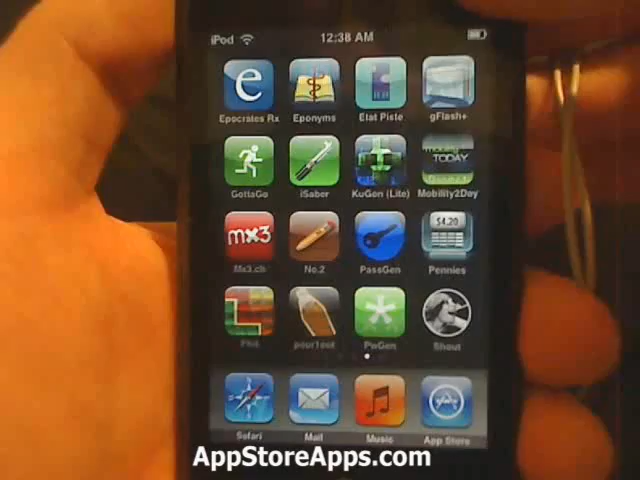 iPod 12:38 AM
Epocrates Rx Eponyms Etat Piste gFlash+
money TODAY
GottaGo iSaber KuGen (Lite) Mobility2Day
mx3 $4.20
Mx3.ch No.2 PassGen Pennies
pour1out PwGen Shout
Safari Mail Music App Store
AppStoreApps.com